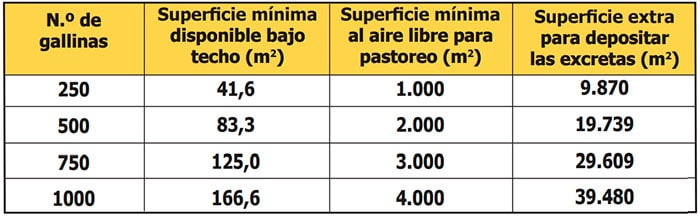 N.º de
gallinas
Superficie mínima
disponible bajo
techo (m²)
Superficie mínima
al aire libre para
pastoreo (m²)
Superficie extra
para depositar
las excretas (m²)
250 41,6 1.000 9.870
500 83,3 2.000 19.739
750 125,0 3.000 29.609
1000 166,6 4.000 39.480